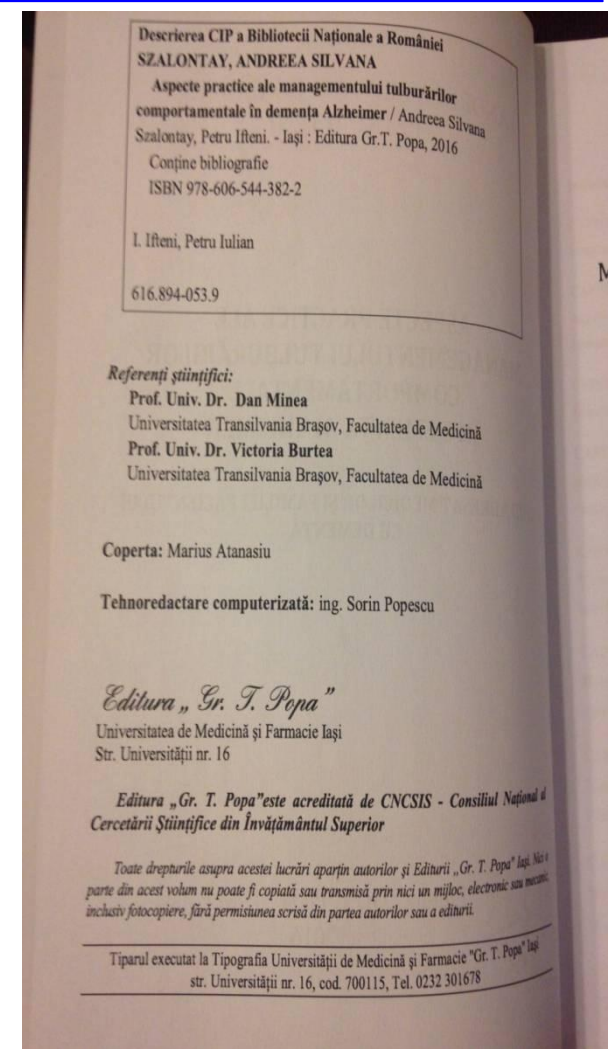 Descrierea CIP a Bibliotecii Naționale a României
SZALONTAY, ANDREEA SILVANA
Aspecte practice ale managementului tulburărilor
comportamentale în demența Alzheimer / Andreea Silvana
Szalontay, Petru Ifteni. - Iași : Editura Gr.T. Popa, 2016
Conține bibliografie
ISBN 978-606-544-382-2
I. Ifteni, Petru Iulian
616.894-053.9
Referenți științifici:
Prof. Univ. Dr. Dan Minea
Universitatea Transilvania Brașov, Facultatea de Medicină
Prof. Univ. Dr. Victoria Burtea
Universitatea Transilvania Brașov, Facultatea de Medicină
Coperta: Marius Atanasiu
Tehnoredactare computerizată: ing. Sorin Popescu
Editura „ Gr. T. Popa ”
Universitatea de Medicină și Farmacie Iași
Str. Universității nr. 16
Editura „Gr. T. Popa”este acreditată de CNCSIS - Consiliul Național al
Cercetării Științifice din Învățământul Superior
Toate drepturile asupra acestei lucrări aparțin autorilor și Editurii „Gr. T. Popa" Iași. Nici o
parte din acest volum nu poate fi copiată sau transmisă prin nici un mijloc, electronic sau mecanic,
inclusiv fotocopiere, fără permisiunea scrisă din partea autorilor sau a editurii.
Tiparul executat la Tipografia Universității de Medicină și Farmacie "Gr. T. Popa" Iași
str. Universității nr. 16, cod. 700115, Tel. 0232 301678
M